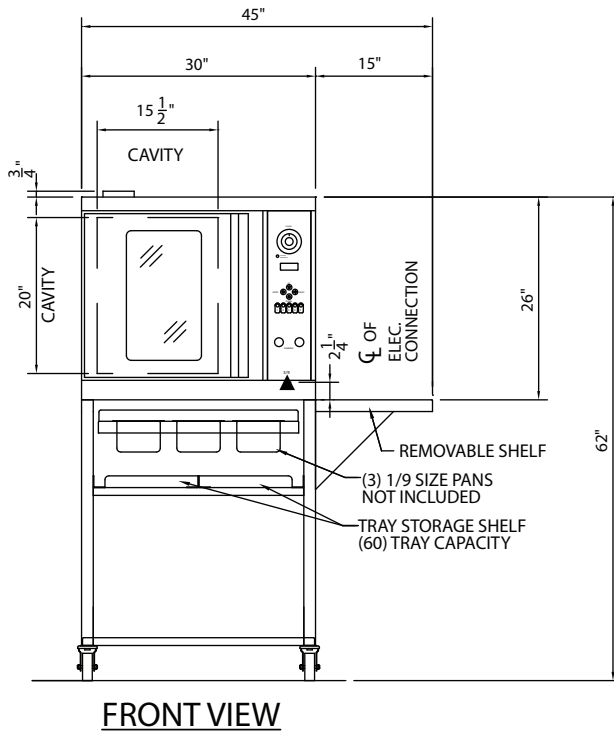 45"
30"
15"
15 1/2"
CAVITY
3/4"
20"
CAVITY
2 1/4"
℄ OF
ELEC.
CONNECTION
26"
62"
REMOVABLE SHELF
(3) 1/9 SIZE PANS
NOT INCLUDED
TRAY STORAGE SHELF
(60) TRAY CAPACITY
FRONT VIEW